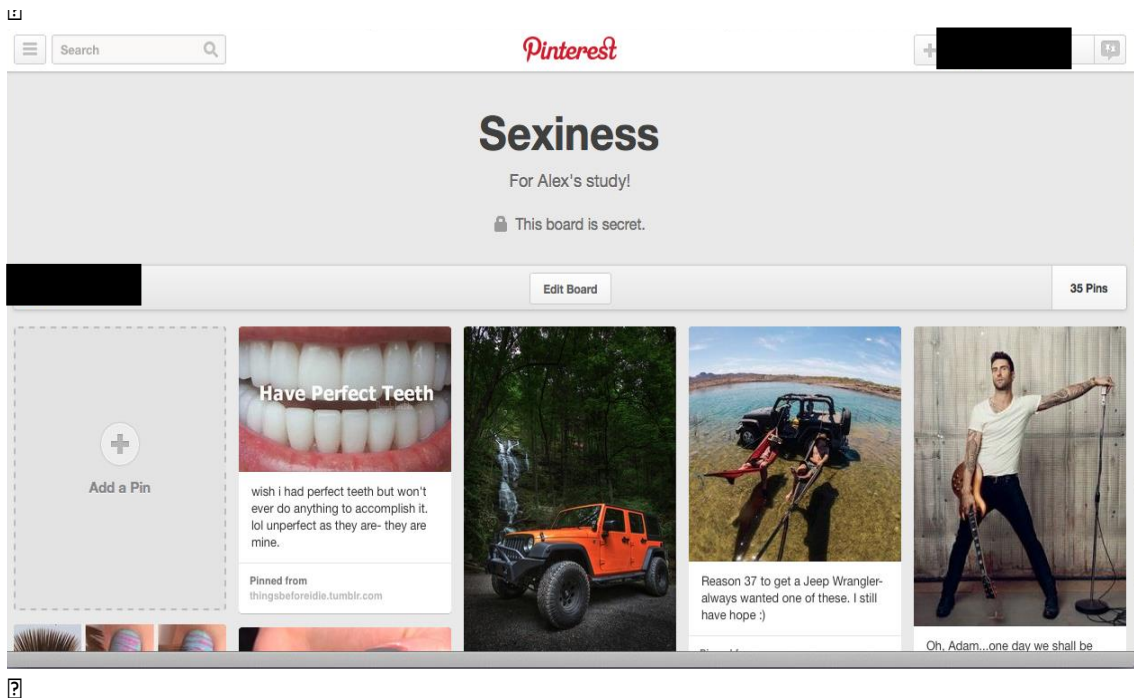 Search
Pinterest
Sexiness
For Alex's study!
This board is secret.
Edit Board
35 Pins
Add a Pin
Have Perfect Teeth
wish i had perfect teeth but won't
ever do anything to accomplish it.
lol unperfect as they are- they are
mine.
Pinned from
thingsbeforeidie.tumblr.com
Reason 37 to get a Jeep Wrangler-
always wanted one of these. I still
have hope :)
Oh, Adam...one day we shall be